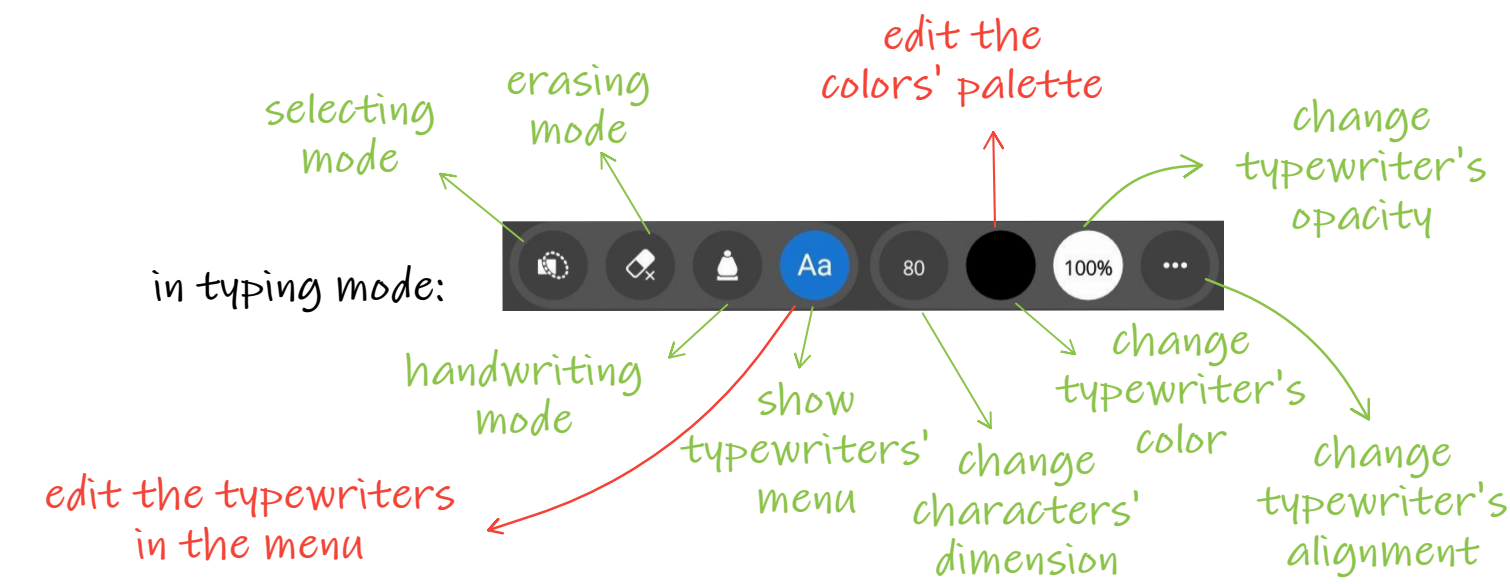 edit the
colors' palette
erasing
mode
selecting
mode
change
typewriter's
opacity
in typing mode:
Aa
80
100%
handwriting
mode
show
typewriters'
menu
change
typewriter's
color
change
characters'
dimension
change
typewriter's
alignment
edit the typewriters
in the menu